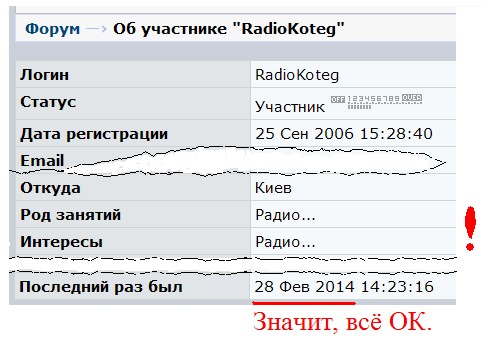 Форум —> Об участнике "RadioKoteg"
Логин RadioKoteg
Статус Участник OFF 123456789 OVER
Дата регистрации 25 Сен 2006 15:28:40
Email
Откуда Киев
Род занятий Радио...
Интересы Радио...
!
Последний раз был 28 Фев 2014 14:23:16
Значит, всё ОК.